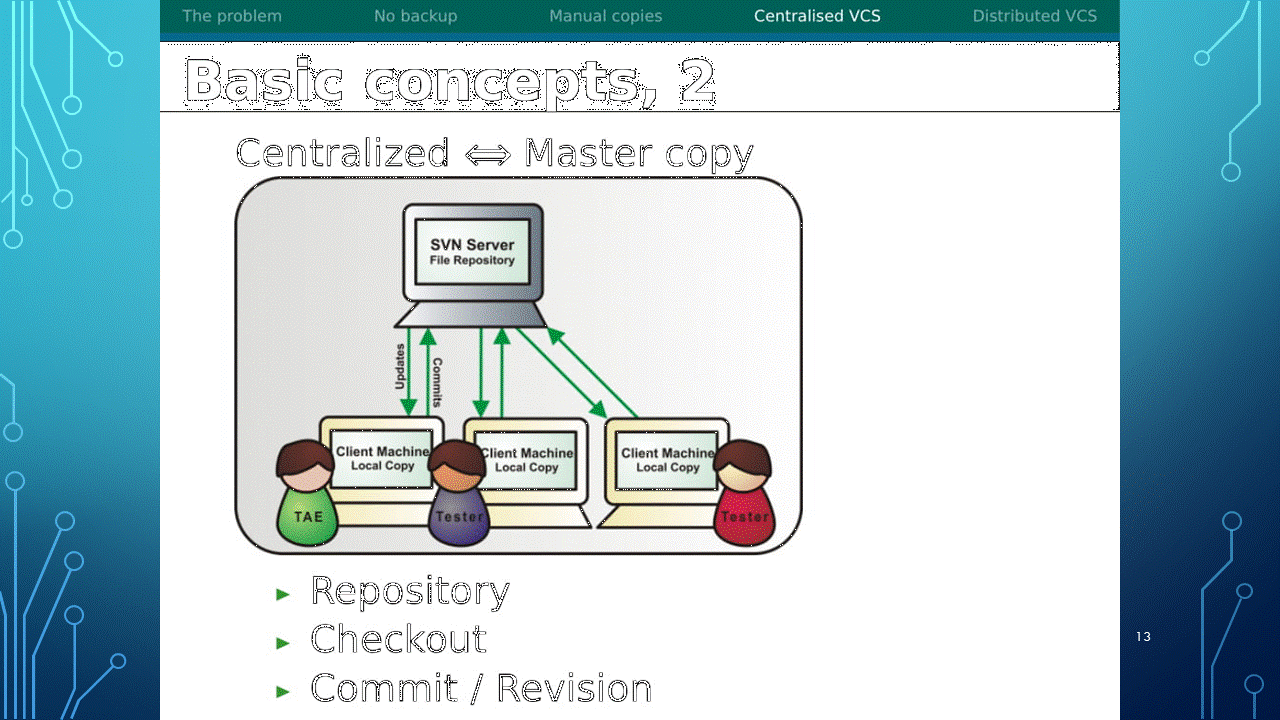 The problem No backup Manual copies Centralised VCS Distributed VCS
Basic concepts, 2
Centralized ⇔ Master copy
SVN Server
File Repository
Updates
Commits
Client Machine
Local Copy
Client Machine
Local Copy
Client Machine
Local Copy
TAE
Tester
Tester
► Repository
► Checkout
► Commit / Revision
13